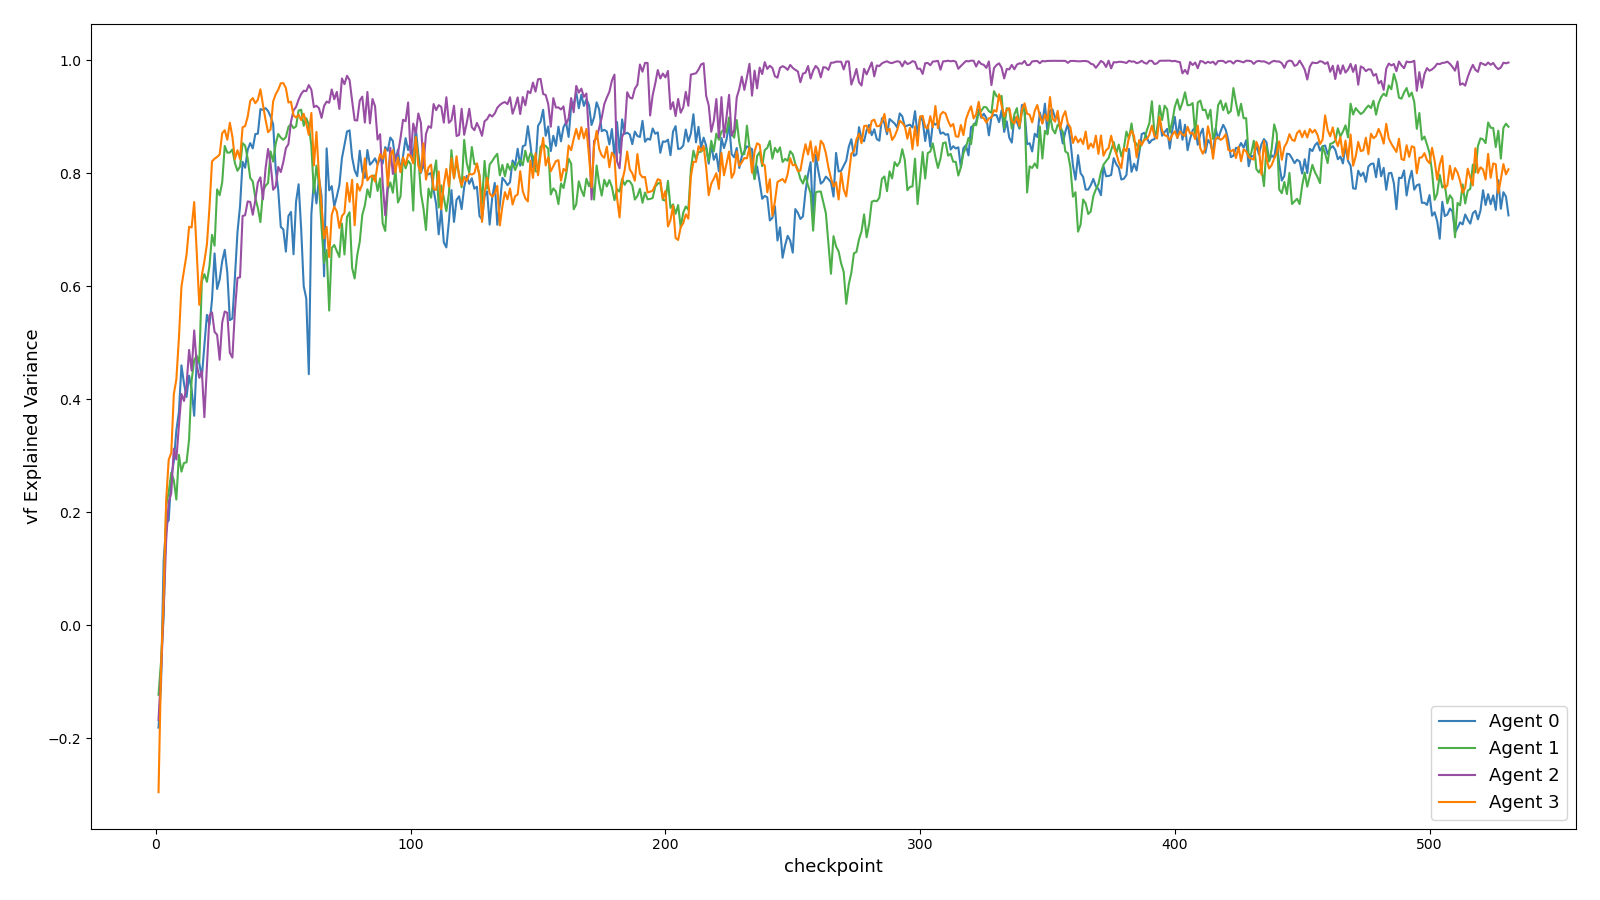 1.0
0.8
0.6
0.4
0.2
0.0
−0.2
vf Explained Variance
0 100 200 300 400 500
checkpoint
Agent 0
Agent 1
Agent 2
Agent 3